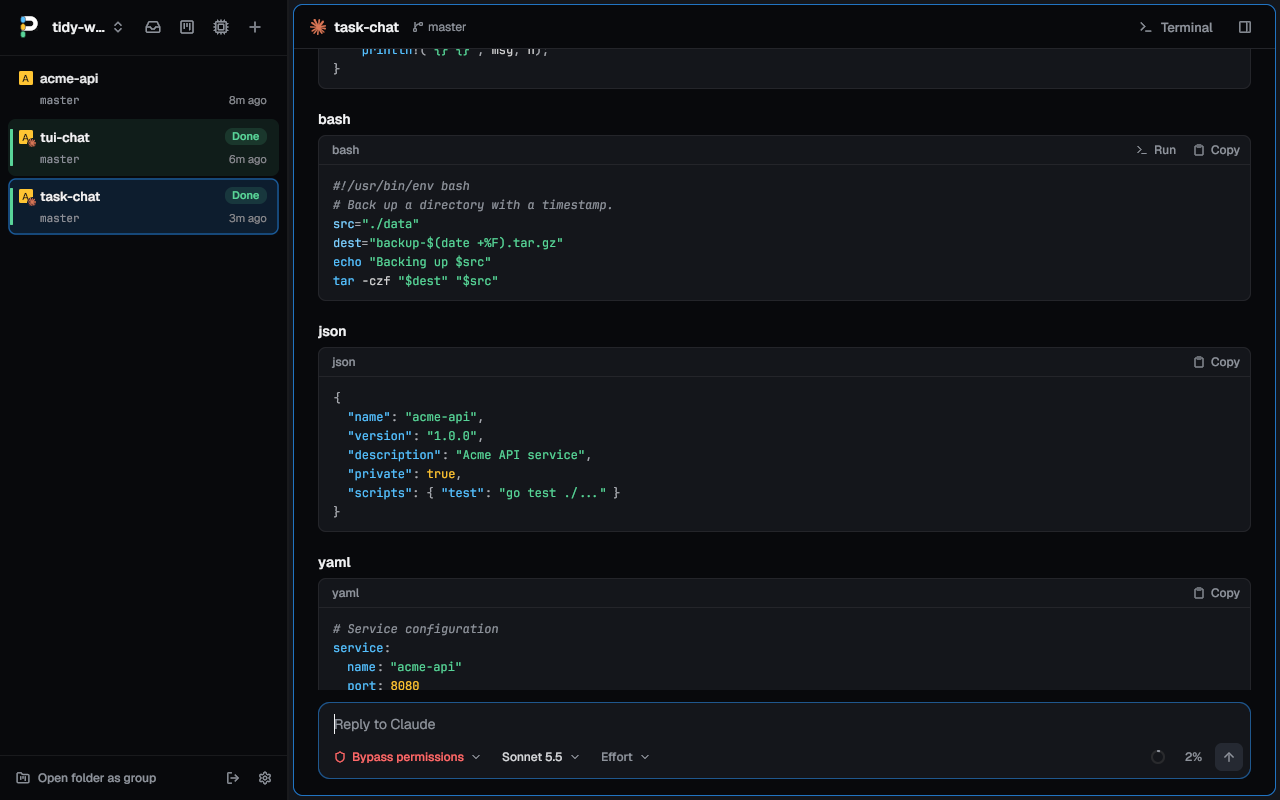 tidy-w...
acme-api
master 8m ago
A tui-chat Done
master 6m ago
A task-chat Done
master 3m ago
Open folder as group
task-chat master Terminal
println!("{} {}", msg, n);
}
bash
bash Run Copy
#!/usr/bin/env bash
# Back up a directory with a timestamp.
src="./data"
dest="backup-$(date +%F).tar.gz"
echo "Backing up $src"
tar -czf "$dest" "$src"
json
json Copy
{
"name": "acme-api",
"version": "1.0.0",
"description": "Acme API service",
"private": true,
"scripts": { "test": "go test ./..." }
}
yaml
yaml Copy
# Service configuration
service:
name: "acme-api"
port: 8080
Reply to Claude
Bypass permissions Sonnet 5.5 Effort 2%